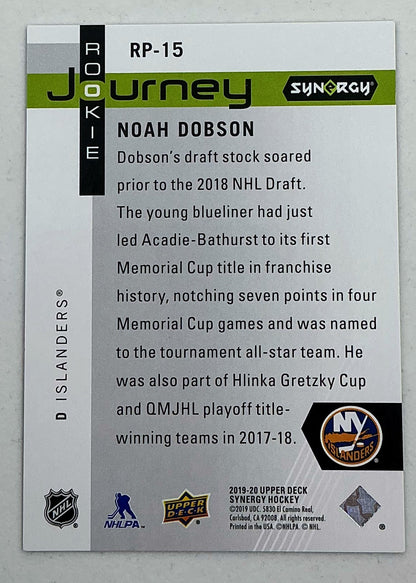 RP-15
ROOKIE
Journey
SYNERGY®
NOAH DOBSON
Dobson's draft stock soared
prior to the 2018 NHL Draft.
The young blueliner had just
led Acadie-Bathurst to its first
Memorial Cup title in franchise
history, notching seven points in four
Memorial Cup games and was named
to the tournament all-star team. He
was also part of Hlinka Gretzky Cup
and QMJHL playoff title-
winning teams in 2017-18.
D ISLANDERS®
NY
ISLANDERS
NHL
NHLPA
UPPER
DECK
2019-20 UPPER DECK
SYNERGY HOCKEY
©2019 UDC. 5830 El Camino Real,
Carlsbad, CA 92008. All rights reserved.
Printed in the USA. ©NHLPA. © NHL.
®